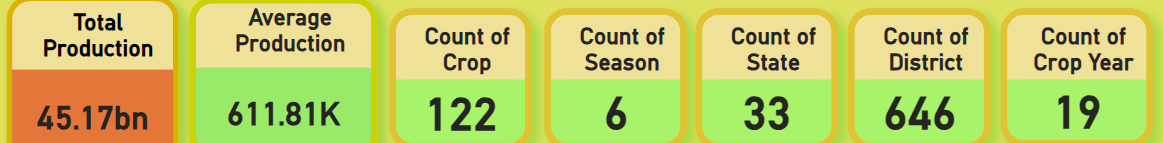 Total
Production
45.17bn
Average
Production
611.81K
Count of
Crop
122
Count of
Season
6
Count of
State
33
Count of
District
646
Count of
Crop Year
19